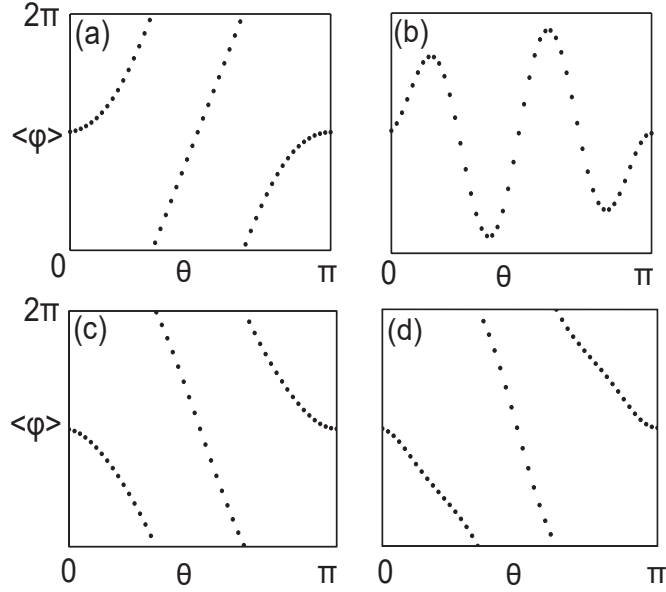 2π (a) (b)
<φ>
0 θ π 0 θ π
2π (c) (d)
<φ>
0 θ π 0 θ π